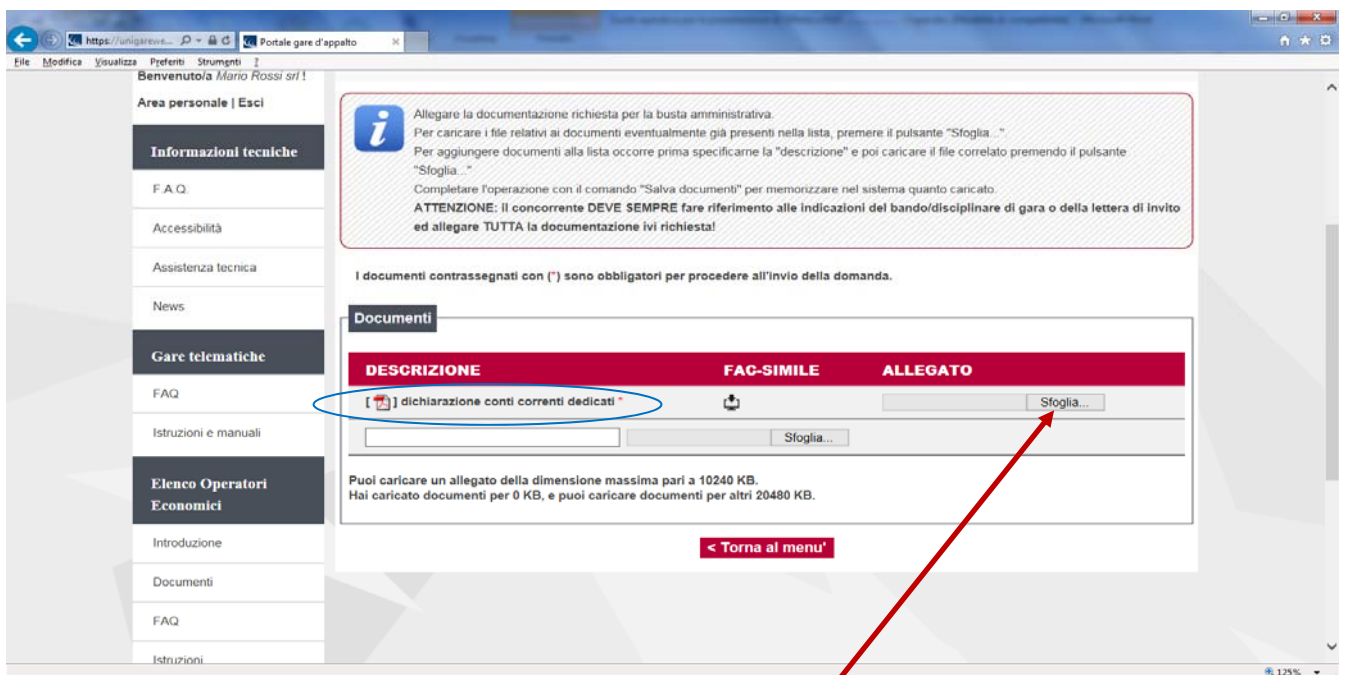 https://unigarewe...
Portale gare d'appalto
File Modifica Visualizza Preferiti Strumenti ?
Benvenuto/a Mario Rossi srl !
Area personale | Esci
Informazioni tecniche
F.A.Q.
Accessibilità
Assistenza tecnica
News
Gare telematiche
FAQ
Istruzioni e manuali
Elenco Operatori
Economici
Introduzione
Documenti
FAQ
Istruzioni
Allegare la documentazione richiesta per la busta amministrativa.
Per caricare i file relativi ai documenti eventualmente già presenti nella lista, premere il pulsante "Sfoglia...".
Per aggiungere documenti alla lista occorre prima specificarne la "descrizione" e poi caricare il file correlato premendo il pulsante
"Sfoglia..."
Completare l'operazione con il comando "Salva documenti" per memorizzare nel sistema quanto caricato.
ATTENZIONE: il concorrente DEVE SEMPRE fare riferimento alle indicazioni del bando/disciplinare di gara o della lettera di invito
ed allegare TUTTA la documentazione ivi richiesta!
I documenti contrassegnati con (*) sono obbligatori per procedere all'invio della domanda.
Documenti
DESCRIZIONE FAC-SIMILE ALLEGATO
[ ] dichiarazione conti correnti dedicati * Sfoglia...
Sfoglia...
Puoi caricare un allegato della dimensione massima pari a 10240 KB.
Hai caricato documenti per 0 KB, e puoi caricare documenti per altri 20480 KB.
< Torna al menu'
125%